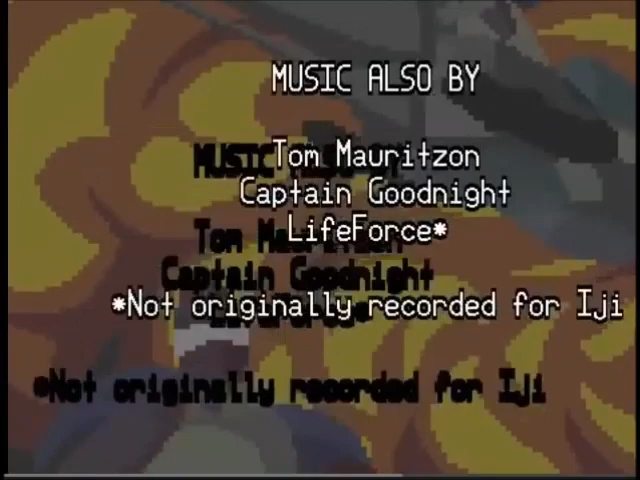 MUSIC ALSO BY
Tom Mauritzon
Captain Goodnight
LifeForce*
*Not originally recorded for Iji